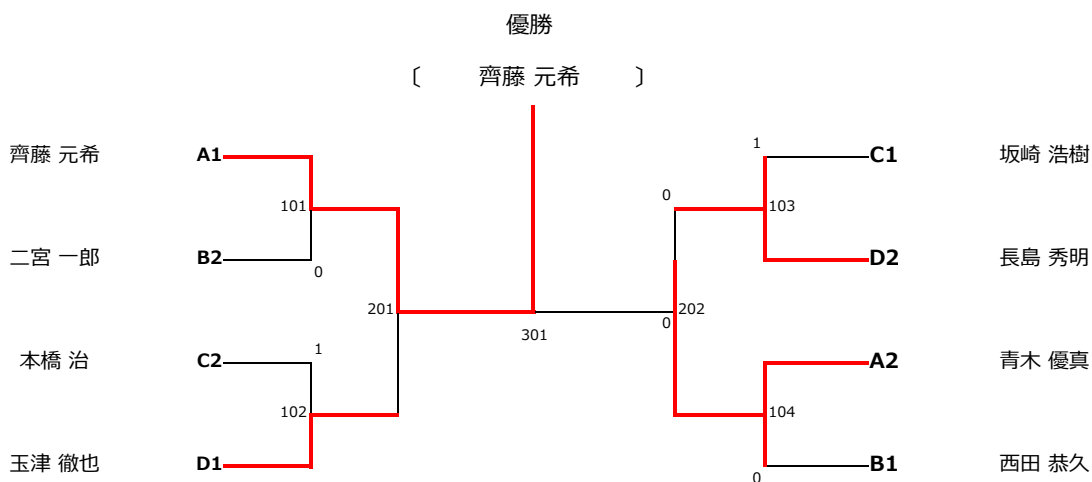 優勝
〔 齊藤 元希 〕
齊藤 元希 A1 1 C1 坂崎 浩樹
0
101 103
二宮 一郎 B2 0 D2 長島 秀明
201 0 202
301
本橋 治 C2 1 A2 青木 優真
102 104
玉津 徹也 D1 0 B1 西田 恭久